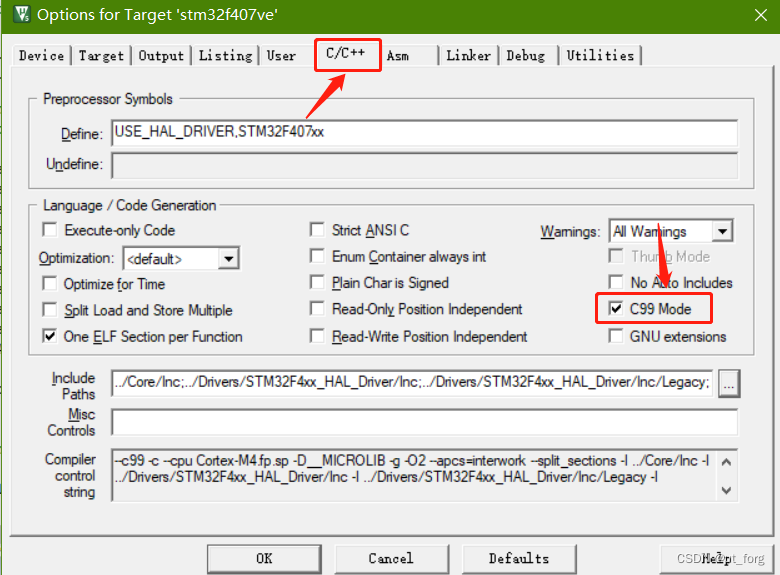 Options for Target 'stm32f407ve'
Device Target Output Listing User C/C++ Asm Linker Debug Utilities
Preprocessor Symbols
Define: USE_HAL_DRIVER,STM32F407xx
Undefine:
Language / Code Generation
Execute-only Code Strict ANSI C Warnings: All Warnings
Optimization: <default> Enum Container always int Thumb Mode
Optimize for Time Plain Char is Signed No Auto Includes
Split Load and Store Multiple Read-Only Position Independent C99 Mode
One ELF Section per Function Read-Write Position Independent GNU extensions
Include Paths ../Core/Inc;../Drivers/STM32F4xx_HAL_Driver/Inc;../Drivers/STM32F4xx_HAL_Driver/Inc/Legacy; ...
Misc Controls
Compiler control string --c99 -c --cpu Cortex-M4.fp.sp -D__MICROLIB -g -O2 --apcs=interwork --split_sections -I ../Core/Inc -I
../Drivers/STM32F4xx_HAL_Driver/Inc -I ../Drivers/STM32F4xx_HAL_Driver/Inc/Legacy -I
OK Cancel Defaults Help